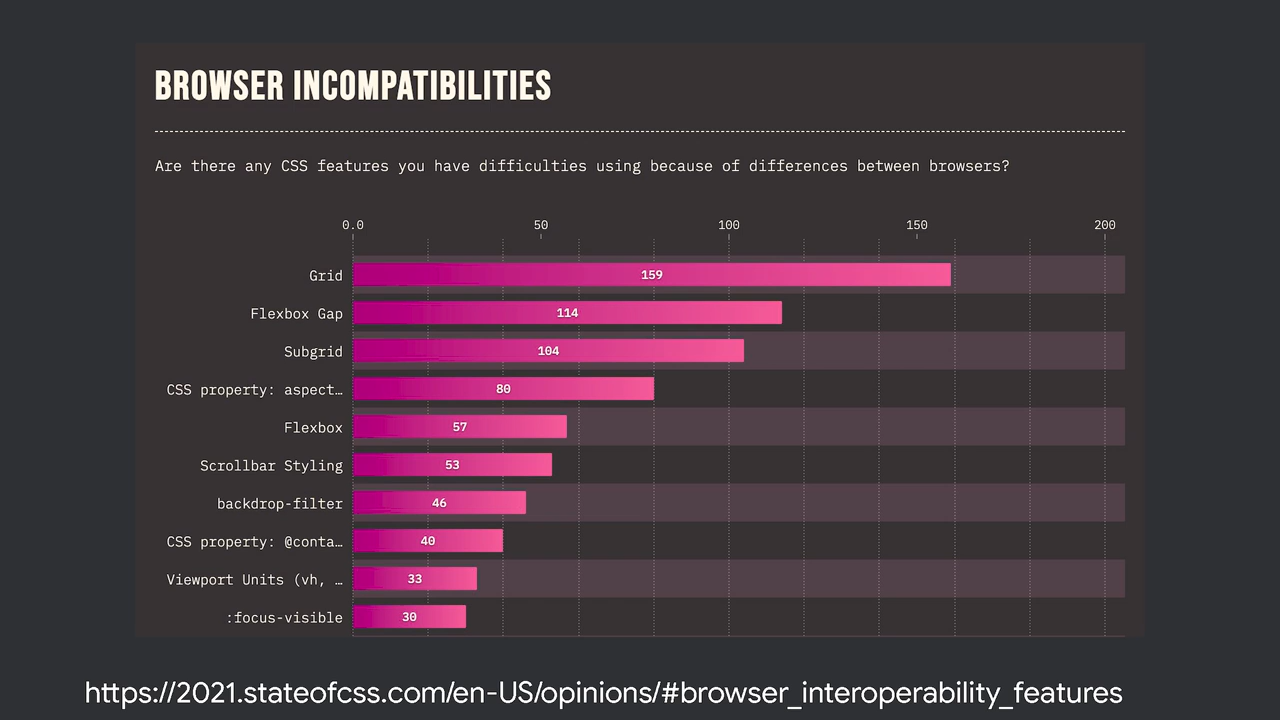 BROWSER INCOMPATIBILITIES
Are there any CSS features you have difficulties using because of differences between browsers?
0.0 50 100 150 200
Grid 159
Flexbox Gap 114
Subgrid 104
CSS property: aspect… 80
Flexbox 57
Scrollbar Styling 53
backdrop-filter 46
CSS property: @conta… 40
Viewport Units (vh, … 33
:focus-visible 30
https://2021.stateofcss.com/en-US/opinions/#browser_interoperability_features